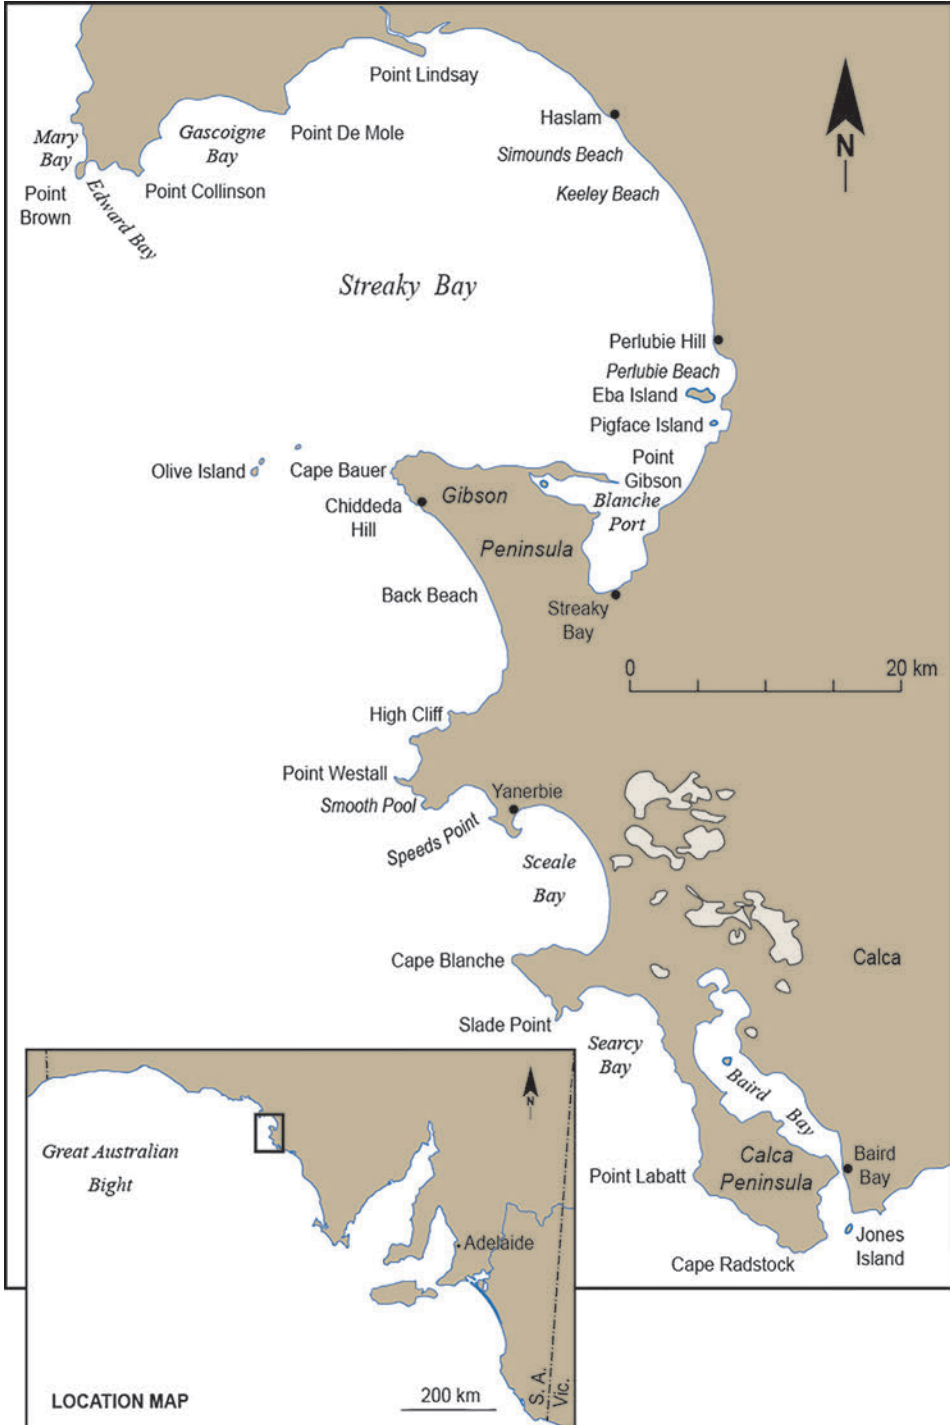 Point Lindsay
Haslam
Mary
Bay
Gascoigne
Bay
Point De Mole
N
Simounds Beach
Point
Brown
Edward Bay
Point Collinson
Keeley Beach
Streaky Bay
Perlubie Hill
Perlubie Beach
Eba Island
Pigface Island
Olive Island
Cape Bauer
Point
Gibson
Gibson
Peninsula
Blanche
Port
Chiddeda
Hill
Back Beach
Streaky
Bay
0
20 km
High Cliff
Point Westall
Smooth Pool
Yanerbie
Speeds Point
Sceale
Bay
Cape Blanche
Calca
Slade Point
Searcy
Bay
Baird
Bay
Calca
Peninsula
Baird
Bay
Point Labatt
Jones
Island
Cape Radstock
N
Great Australian
Bight
Adelaide
S. A.
Vic.
LOCATION MAP
200 km